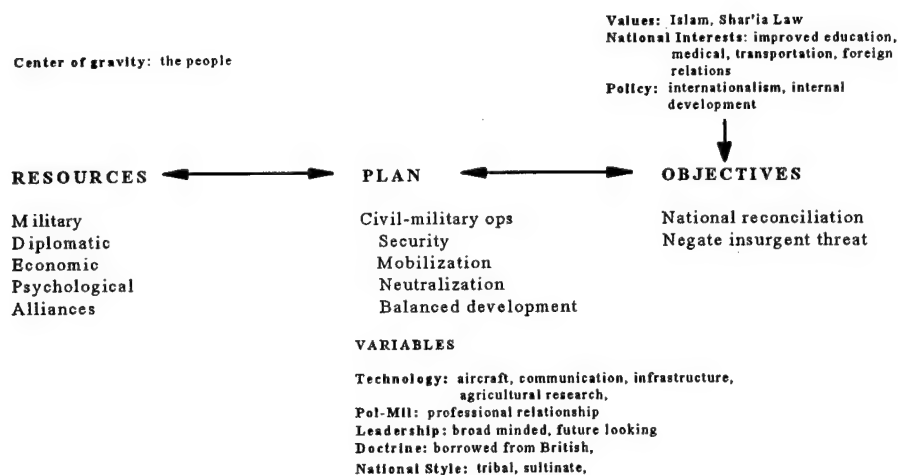 Values: Islam, Shar'ia Law
National Interests: improved education,
medical, transportation, foreign
relations
Policy: internationalism, internal
development
Center of gravity: the people
RESOURCES
Military
Diplomatic
Economic
Psychological
Alliances
PLAN
Civil-military ops
Security
Mobilization
Neutralization
Balanced development
OBJECTIVES
National reconciliation
Negate insurgent threat
VARIABLES
Technology: aircraft, communication, infrastructure,
agricultural research,
Pol-Mil: professional relationship
Leadership: broad minded, future looking
Doctrine: borrowed from British,
National Style: tribal, sultinate,